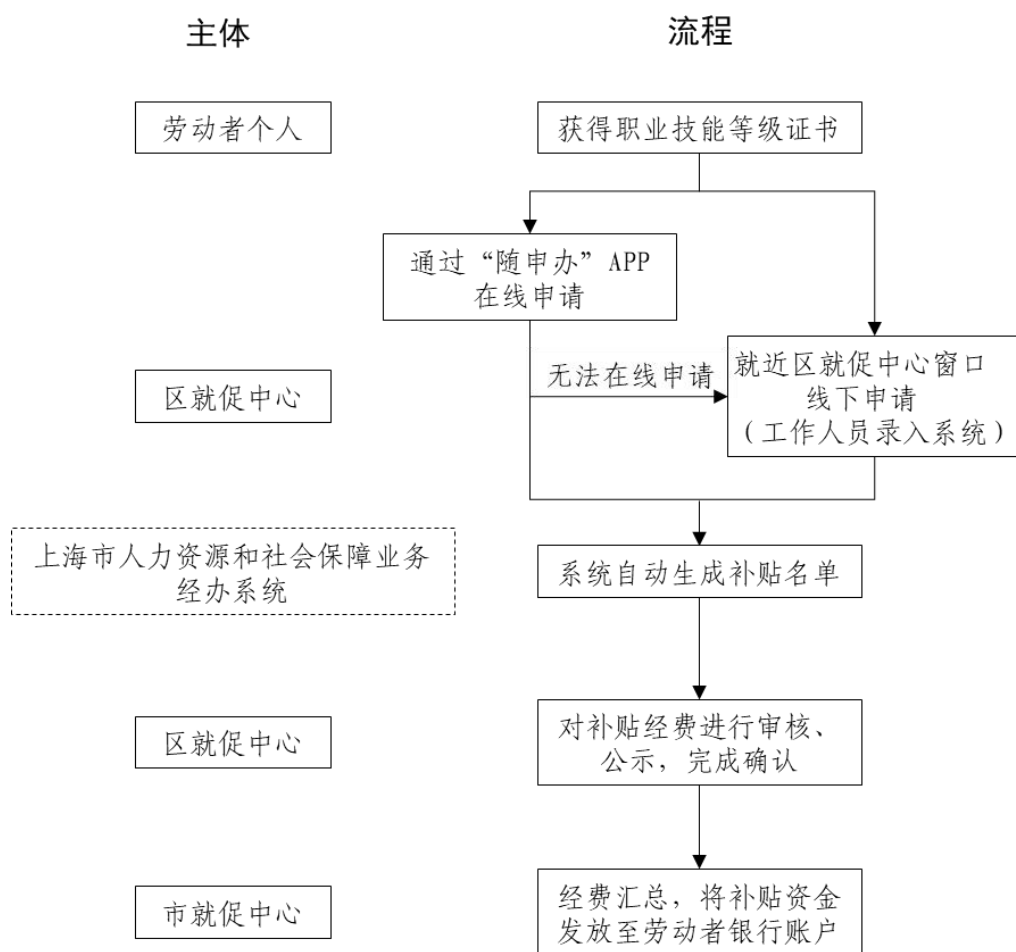 主体
流程
劳动者个人
获得职业技能等级证书
通过“随申办”APP
在线申请
无法在线申请
区就促中心
就近区就促中心窗口
线下申请
（工作人员录入系统）
上海市人力资源和社会保障业务
经办系统
系统自动生成补贴名单
区就促中心
对补贴经费进行审核、
公示，完成确认
市就促中心
经费汇总，将补贴资金
发放至劳动者银行账户